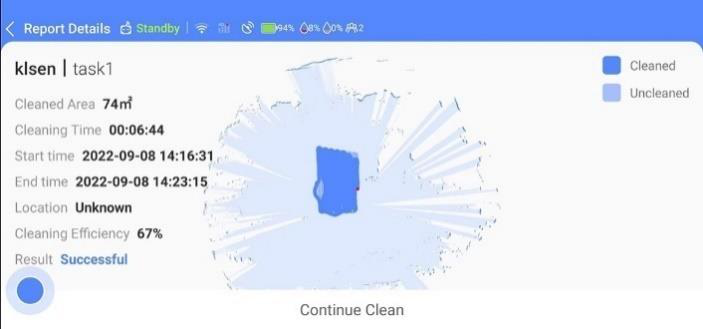 Report Details Standby 94% 8% 0% 2
klsen | task1
Cleaned
Uncleaned
Cleaned Area 74㎡
Cleaning Time 00:06:44
Start time 2022-09-08 14:16:31
End time 2022-09-08 14:23:15
Location Unknown
Cleaning Efficiency 67%
Result Successful
Continue Clean